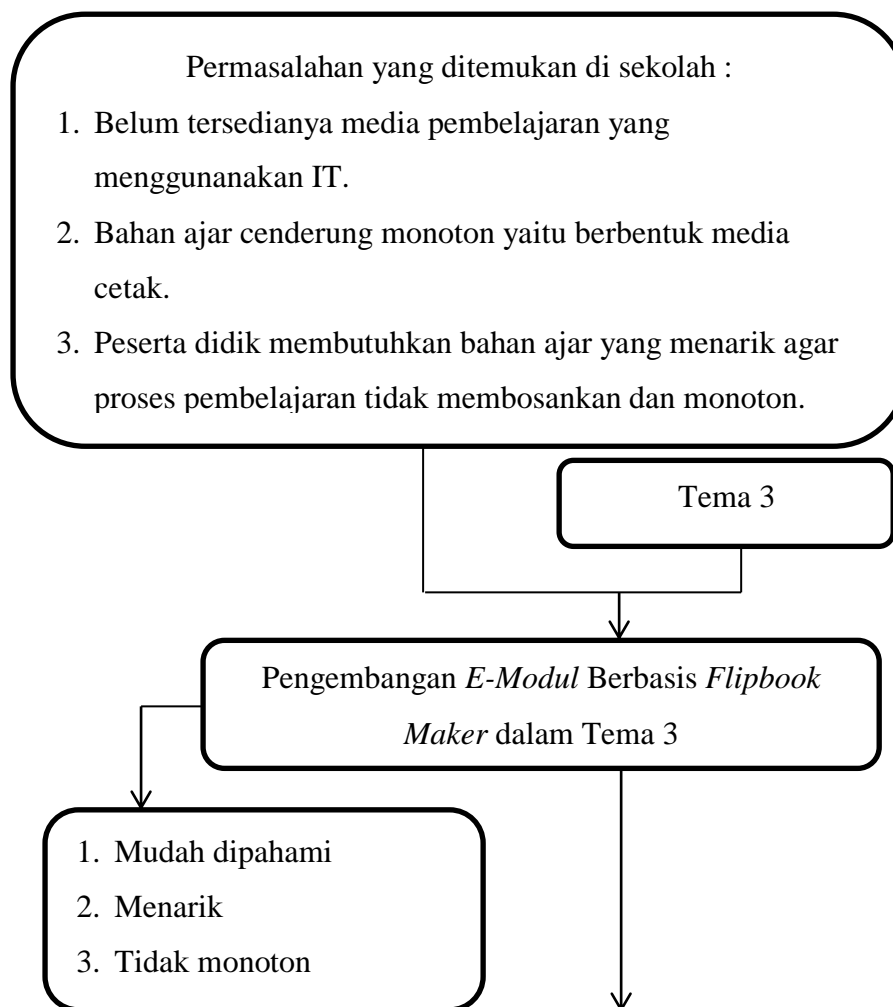 Permasalahan yang ditemukan di sekolah :
1. Belum tersedianya media pembelajaran yang
menggunanakan IT.
2. Bahan ajar cenderung monoton yaitu berbentuk media
cetak.
3. Peserta didik membutuhkan bahan ajar yang menarik agar
proses pembelajaran tidak membosankan dan monoton.
Tema 3
Pengembangan E-Modul Berbasis Flipbook
Maker dalam Tema 3
1. Mudah dipahami
2. Menarik
3. Tidak monoton